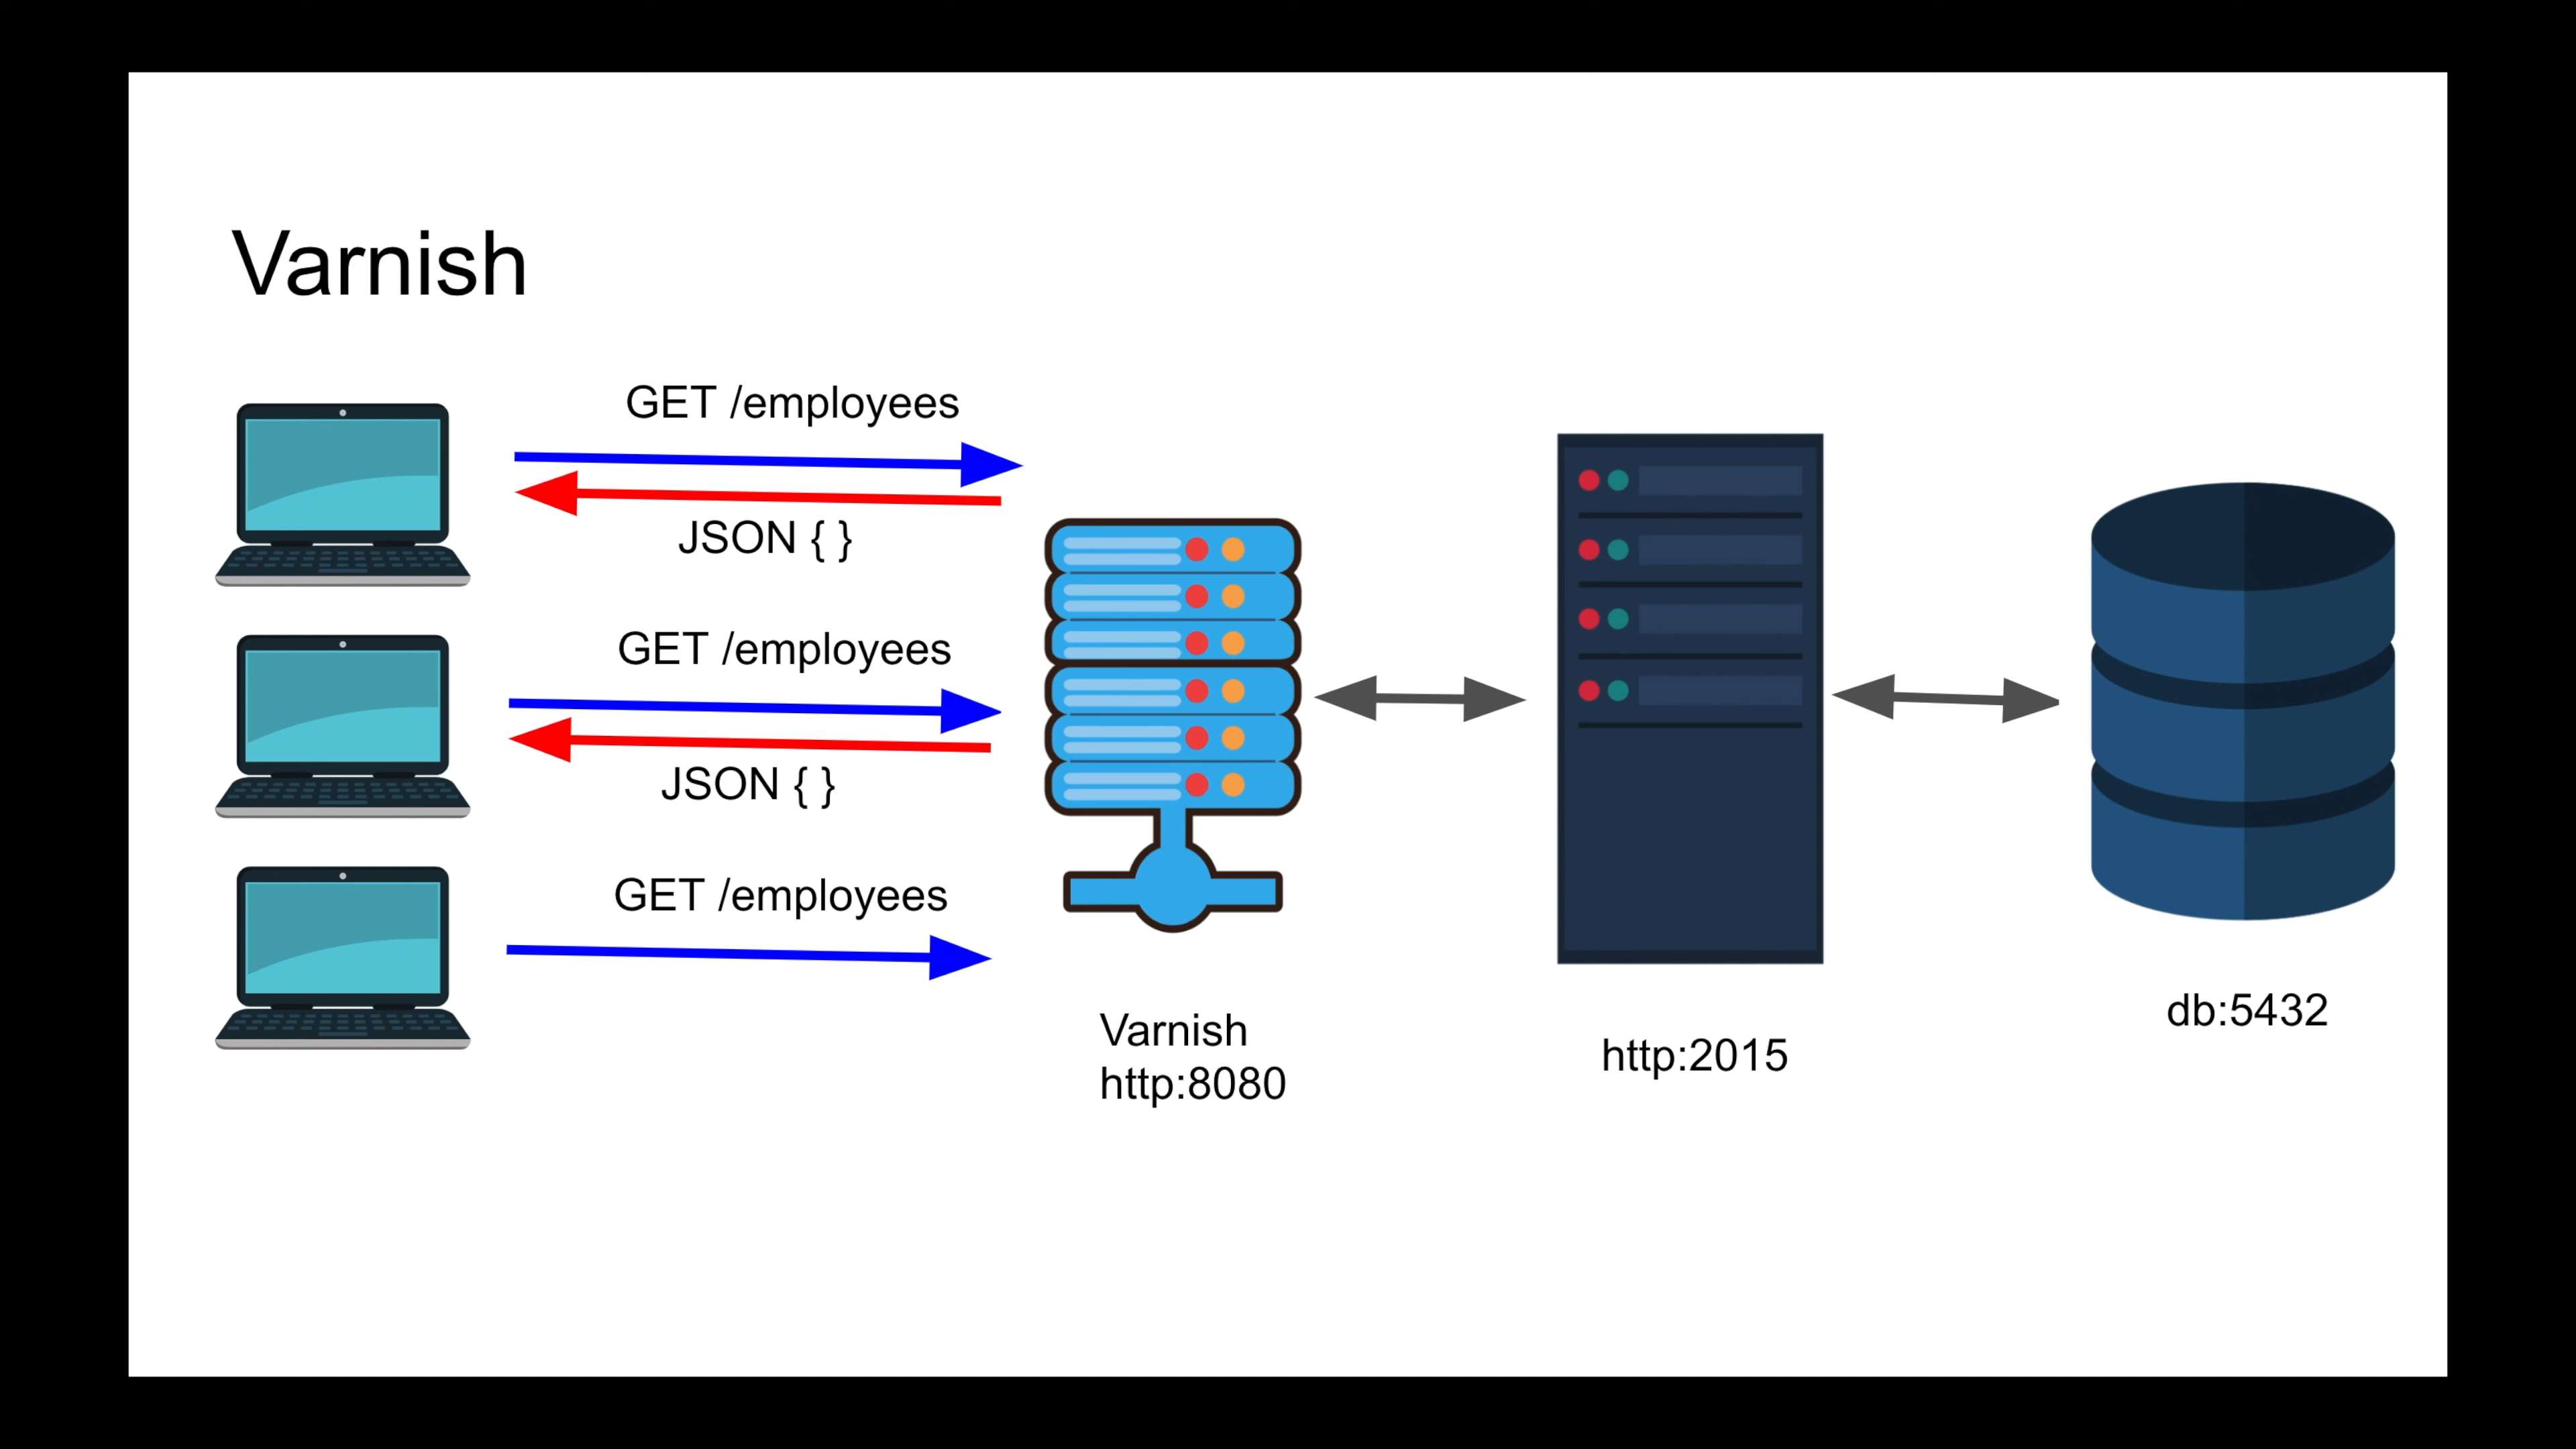 Varnish
GET /employees
JSON { }
GET /employees
JSON { }
GET /employees
Varnish
http:8080
http:2015
db:5432